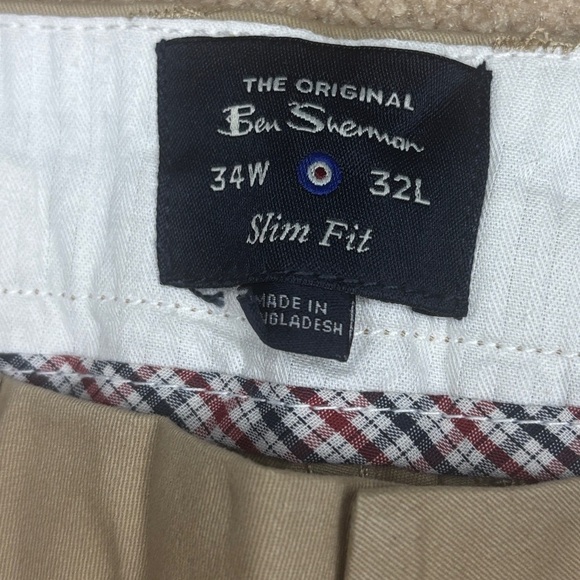 THE ORIGINAL
Ben Sherman
34W 32L
Slim Fit
MADE IN
NGLADESH